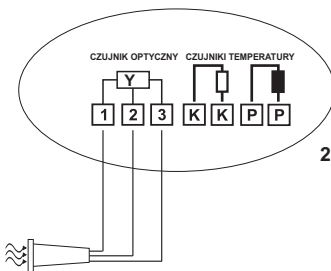 CZUJNIK OPTYCZNY CZUJNIKI TEMPERATURY
Y
1 2 3 K K P P
2